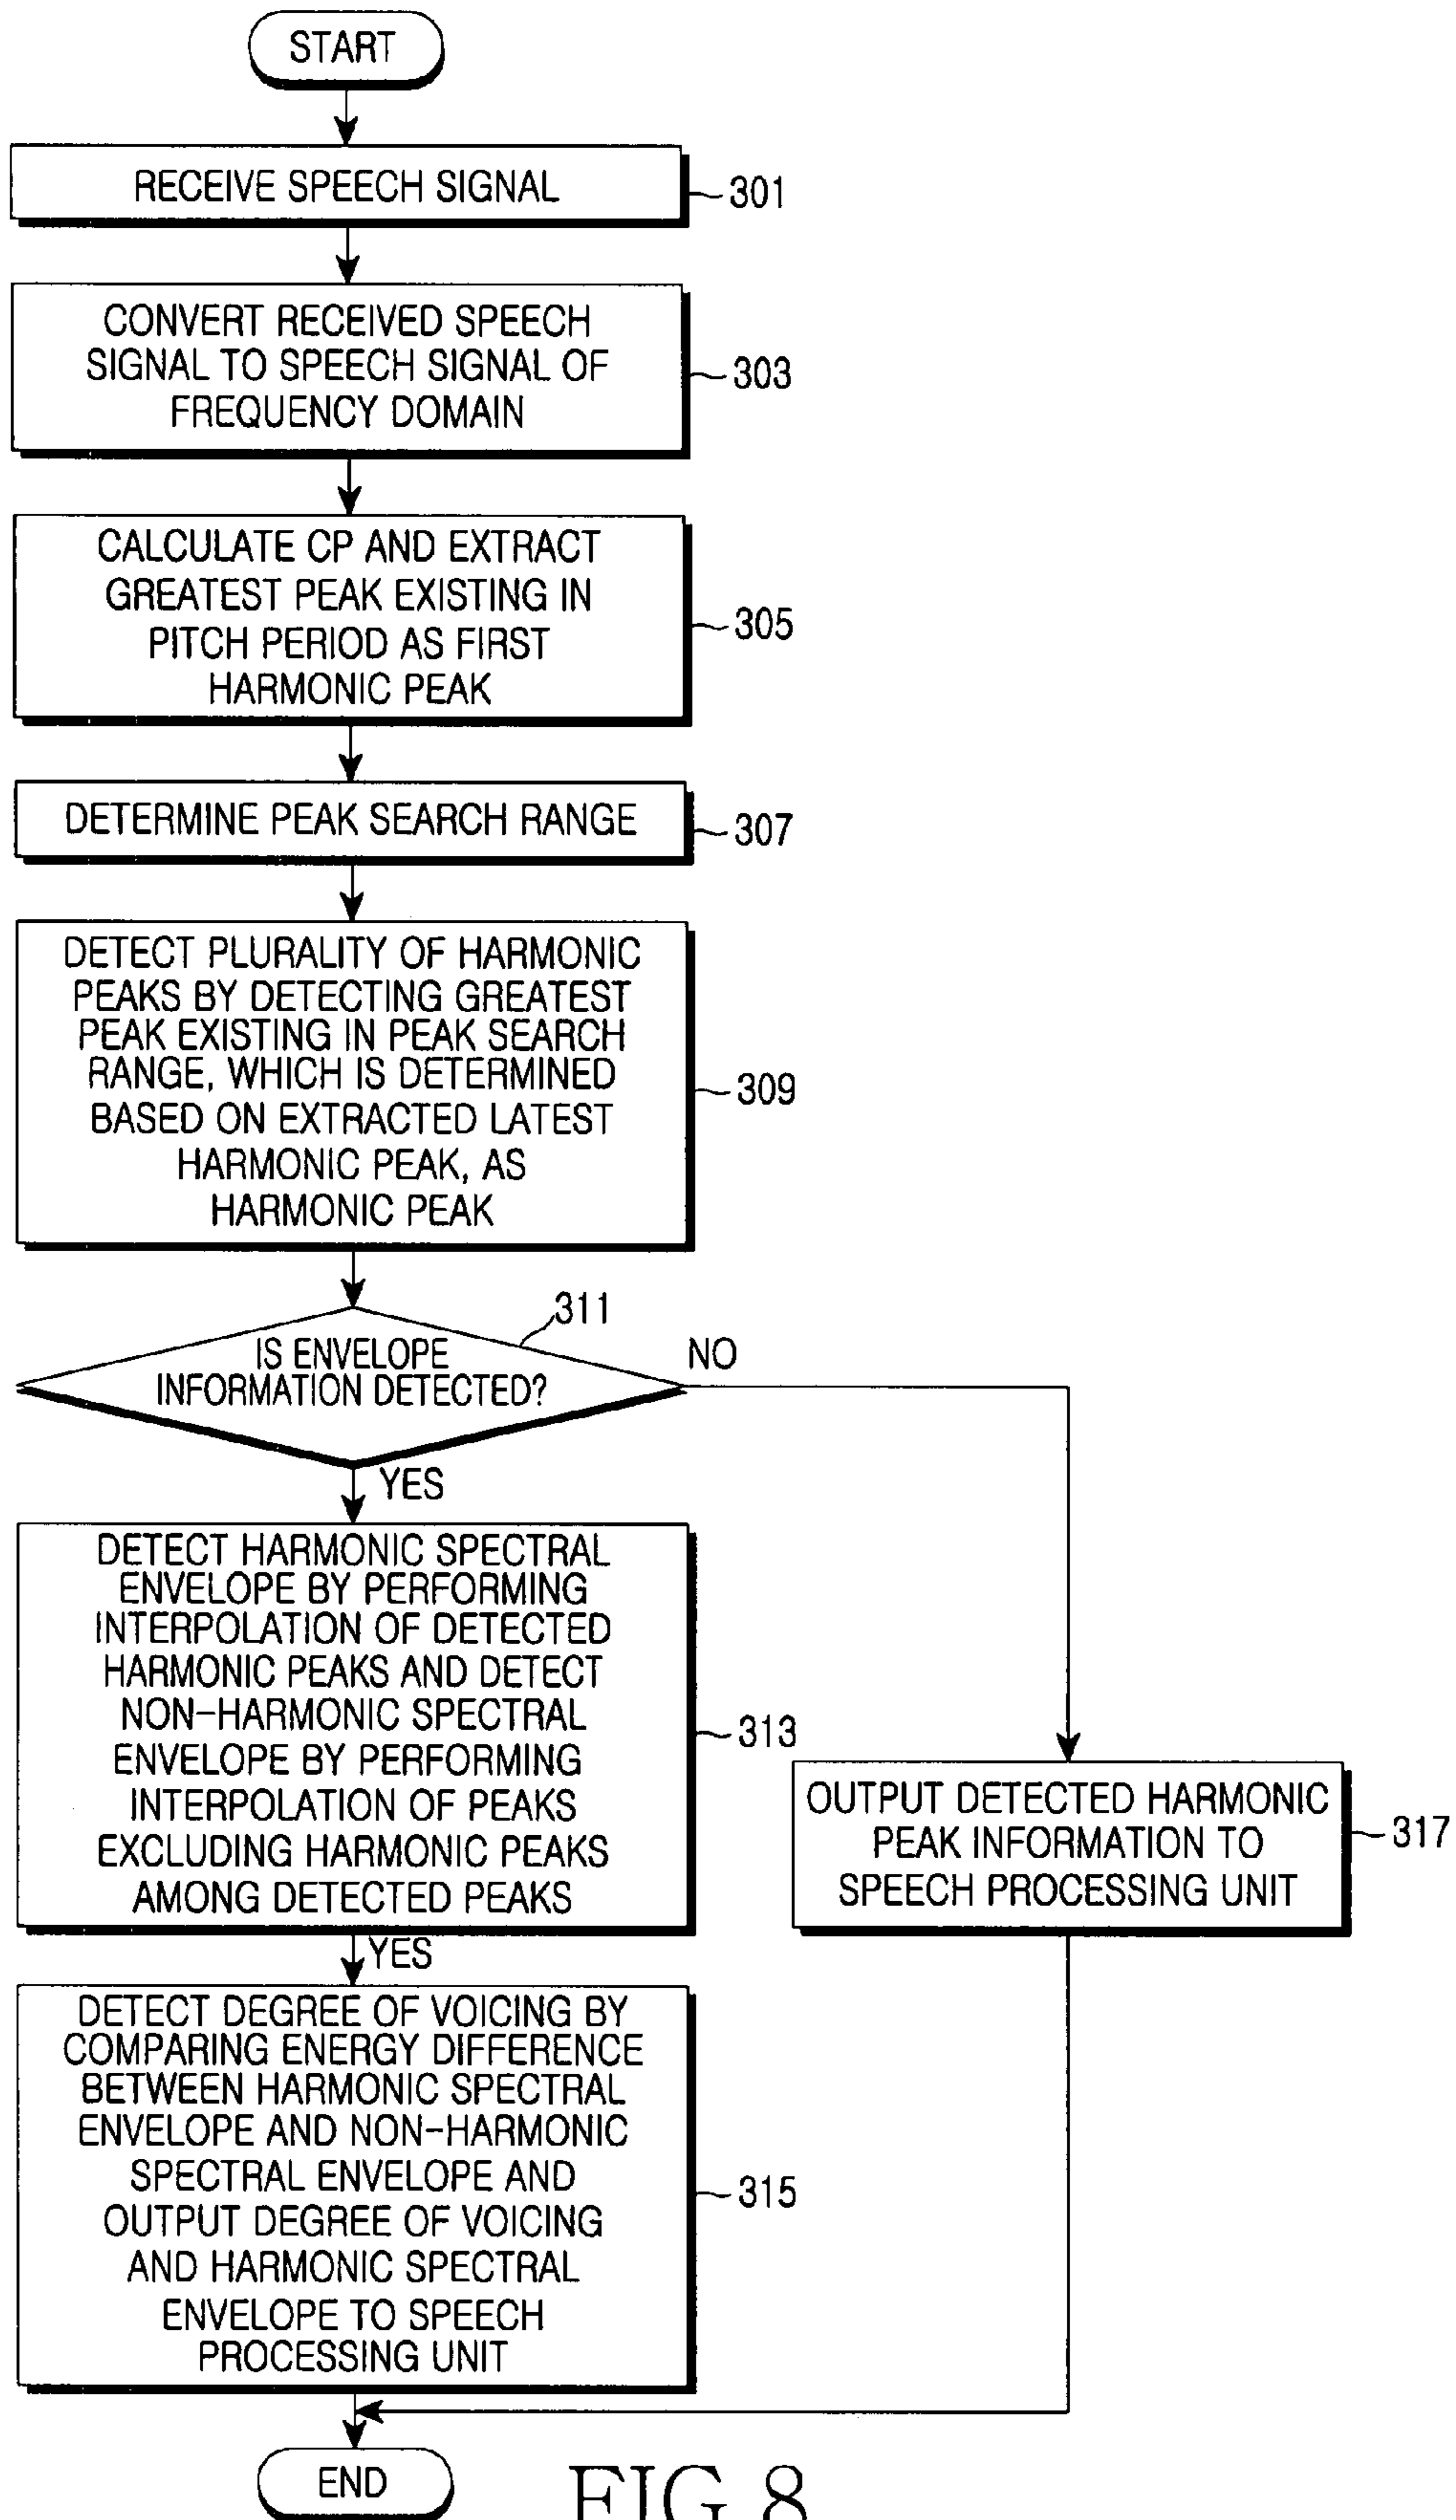 START
RECEIVE SPEECH SIGNAL
301
CONVERT RECEIVED SPEECH
SIGNAL TO SPEECH SIGNAL OF
FREQUENCY DOMAIN
303
CALCULATE CP AND EXTRACT
GREATEST PEAK EXISTING IN
PITCH PERIOD AS FIRST
HARMONIC PEAK
305
DETERMINE PEAK SEARCH RANGE
307
DETECT PLURALITY OF HARMONIC
PEAKS BY DETECTING GREATEST
PEAK EXISTING IN PEAK SEARCH
RANGE, WHICH IS DETERMINED
BASED ON EXTRACTED LATEST
HARMONIC PEAK, AS
HARMONIC PEAK
309
311
IS ENVELOPE
INFORMATION DETECTED?
NO
YES
DETECT HARMONIC SPECTRAL
ENVELOPE BY PERFORMING
INTERPOLATION OF DETECTED
HARMONIC PEAKS AND DETECT
NON-HARMONIC SPECTRAL
ENVELOPE BY PERFORMING
INTERPOLATION OF PEAKS
EXCLUDING HARMONIC PEAKS
AMONG DETECTED PEAKS
313
OUTPUT DETECTED HARMONIC
PEAK INFORMATION TO
SPEECH PROCESSING UNIT
317
YES
DETECT DEGREE OF VOICING BY
COMPARING ENERGY DIFFERENCE
BETWEEN HARMONIC SPECTRAL
ENVELOPE AND NON-HARMONIC
SPECTRAL ENVELOPE AND
OUTPUT DEGREE OF VOICING
AND HARMONIC SPECTRAL
ENVELOPE TO SPEECH
PROCESSING UNIT
315
END
FIG.8